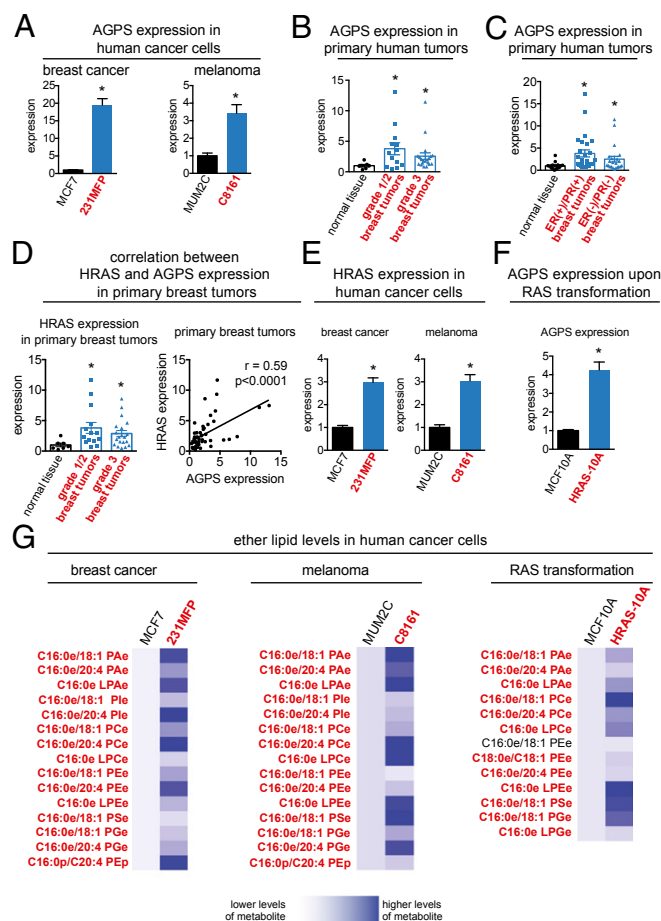 A
AGPS expression in
human cancer cells
breast cancer
melanoma
expression
25
20
15
10
5
0
*
MCF7
231MFP
expression
5
4
3
2
1
0
*
MUM2C
C8161
B
AGPS expression in
primary human tumors
expression
15
10
5
0
*
*
normal tissue
grade 1/2
breast tumors
grade 3
breast tumors
C
AGPS expression in
primary human tumors
expression
20
15
10
5
0
*
*
normal tissue
ER(+)/PR(+)
breast tumors
ER(-)/PR(-)
breast tumors
D
correlation between
HRAS and AGPS expression
in primary breast tumors
HRAS expression
in primary breast tumors
expression
15
10
5
0
*
*
normal tissue
grade 1/2
breast tumors
grade 3
breast tumors
primary breast tumors
HRAS expression
15
10
5
0
r = 0.59
p<0.0001
0
5
10
15
AGPS expression
E
HRAS expression in
human cancer cells
breast cancer
melanoma
expression
4
3
2
1
0
*
MCF7
231MFP
expression
4
3
2
1
0
*
MUM2C
C8161
F
AGPS expression upon
RAS transformation
AGPS expression
expression
4
2
0
*
MCF10A
HRAS-10A
G
ether lipid levels in human cancer cells
breast cancer
MCF7
231MFP
C16:0e/18:1 PAe
C16:0e/20:4 PAe
C16:0e LPAe
C16:0e/18:1 PIe
C16:0e/20:4 PIe
C16:0e/18:1 PCe
C16:0e/20:4 PCe
C16:0e LPCe
C16:0e/18:1 PEe
C16:0e/20:4 PEe
C16:0e LPEe
C16:0e/18:1 PSe
C16:0e/18:1 PGe
C16:0e/20:4 PGe
C16:0p/C20:4 PEp
melanoma
MUM2C
C8161
C16:0e/18:1 PAe
C16:0e/20:4 PAe
C16:0e LPAe
C16:0e/18:1 PIe
C16:0e/20:4 PIe
C16:0e/18:1 PCe
C16:0e/20:4 PCe
C16:0e LPCe
C16:0e/18:1 PEe
C16:0e/20:4 PEe
C16:0e LPEe
C16:0e/18:1 PSe
C16:0e/18:1 PGe
C16:0e/20:4 PGe
C16:0p/C20:4 PEp
RAS transformation
MCF10A
HRAS-10A
C16:0e/18:1 PAe
C16:0e/20:4 PAe
C16:0e LPAe
C16:0e/18:1 PCe
C16:0e/20:4 PCe
C16:0e LPCe
C16:0e/18:1 PEe
C18:0e/C18:1 PEe
C16:0e/20:4 PEe
C16:0e LPEe
C16:0e/18:1 PSe
C16:0e/18:1 PGe
C16:0e LPGe
lower levels
of metabolite
higher levels
of metabolite